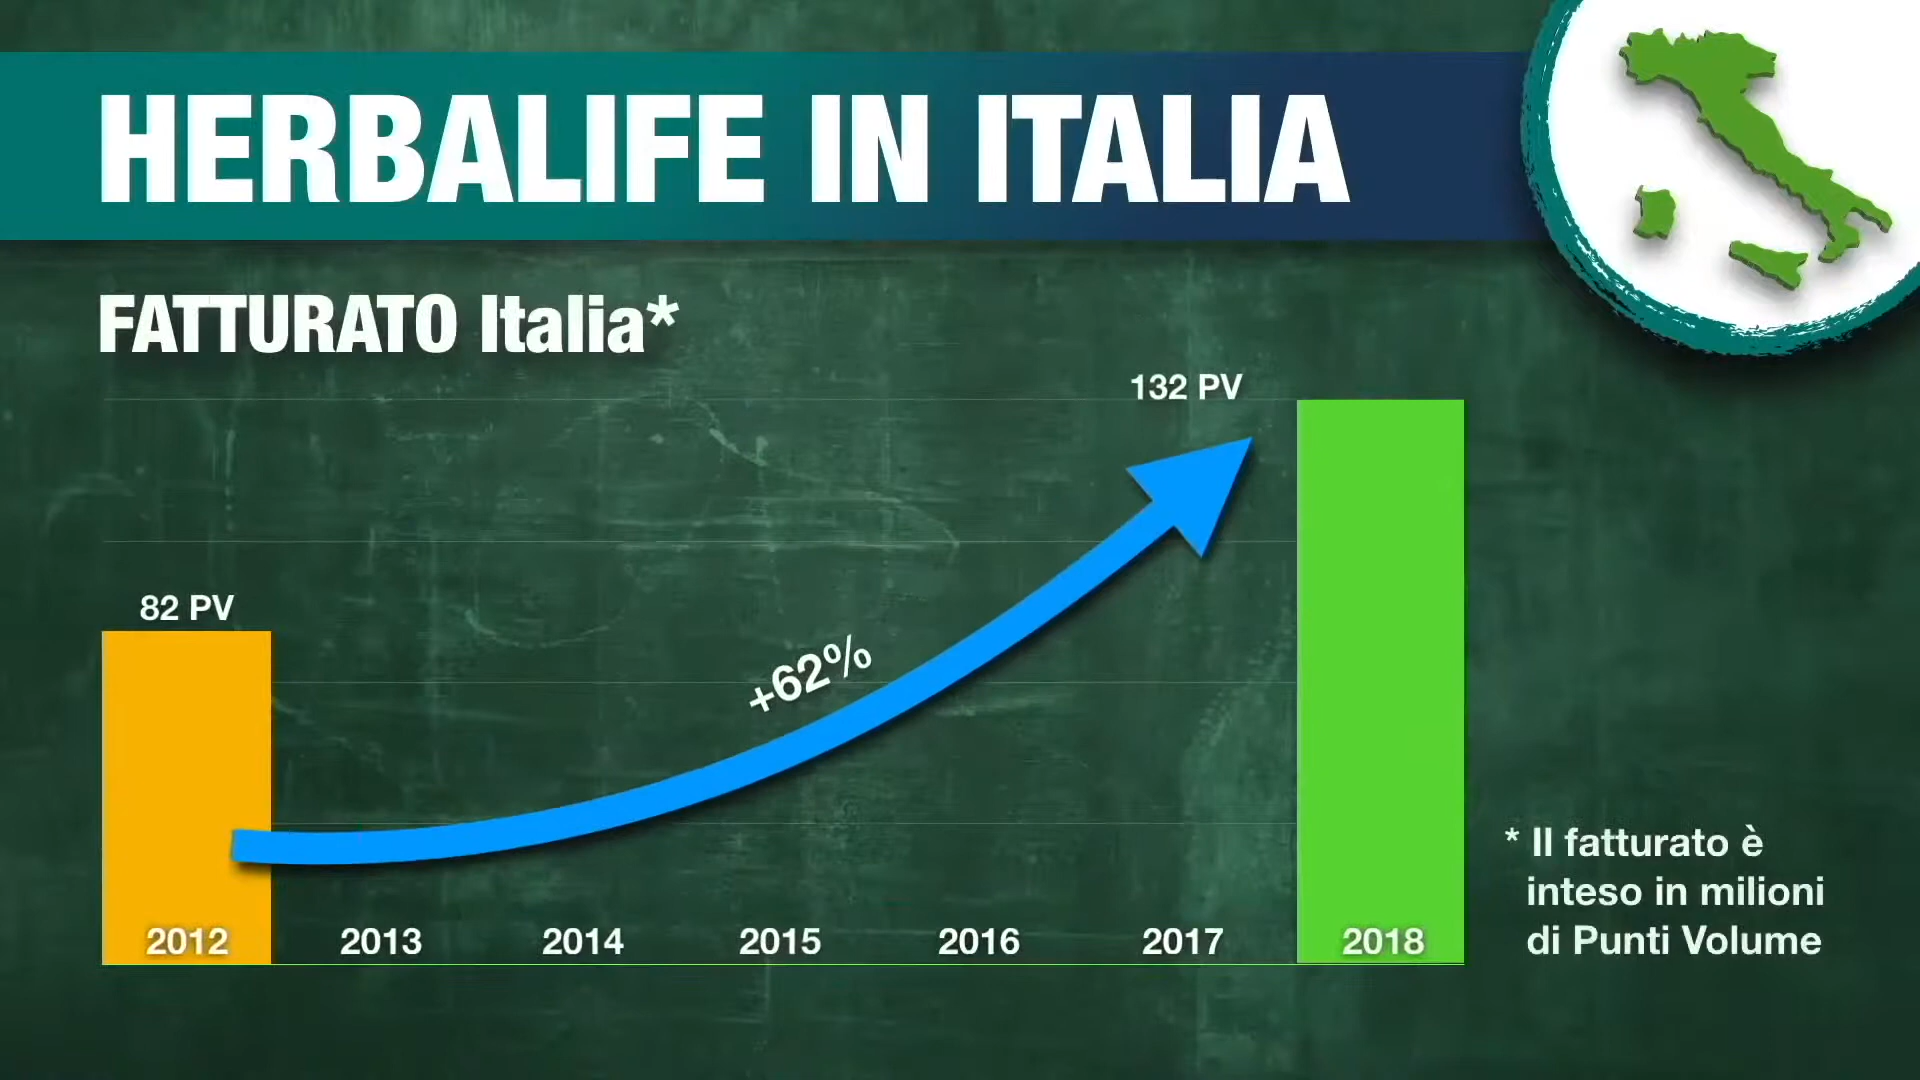 HERBALIFE IN ITALIA
FATTURATO Italia*
132 PV
82 PV
+62%
2012 2013 2014 2015 2016 2017 2018
* Il fatturato è
inteso in milioni
di Punti Volume